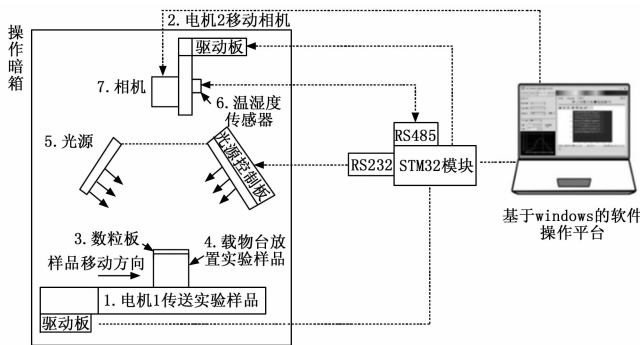 操作
暗箱
2.电机2移动相机
驱动板
7.相机
6.温湿度
传感器
5.光源
光源控制板
RS485
RS232
STM32模块
基于windows的软件
操作平台
3.数粒板
4.载物台放
置实验样品
样品移动方向
1.电机1传送实验样品
驱动板